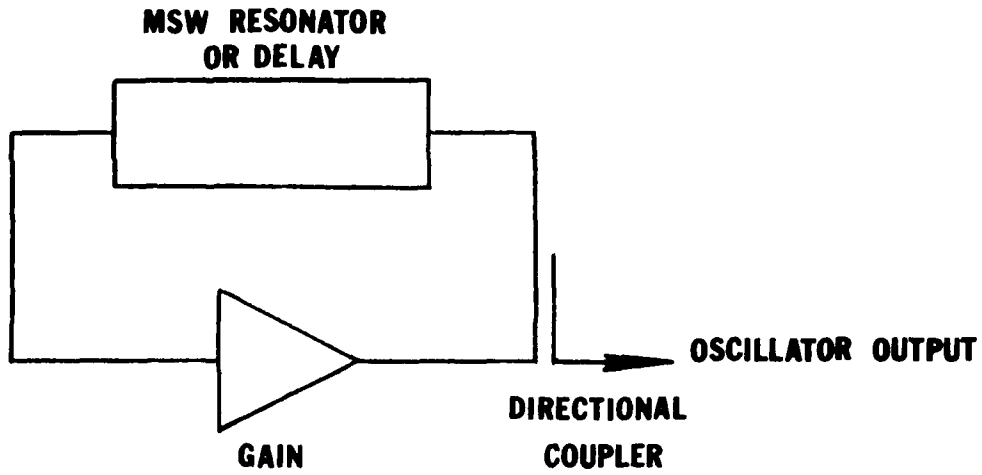 MSW RESONATOR
OR DELAY
OSCILLATOR OUTPUT
DIRECTIONAL
COUPLER
GAIN